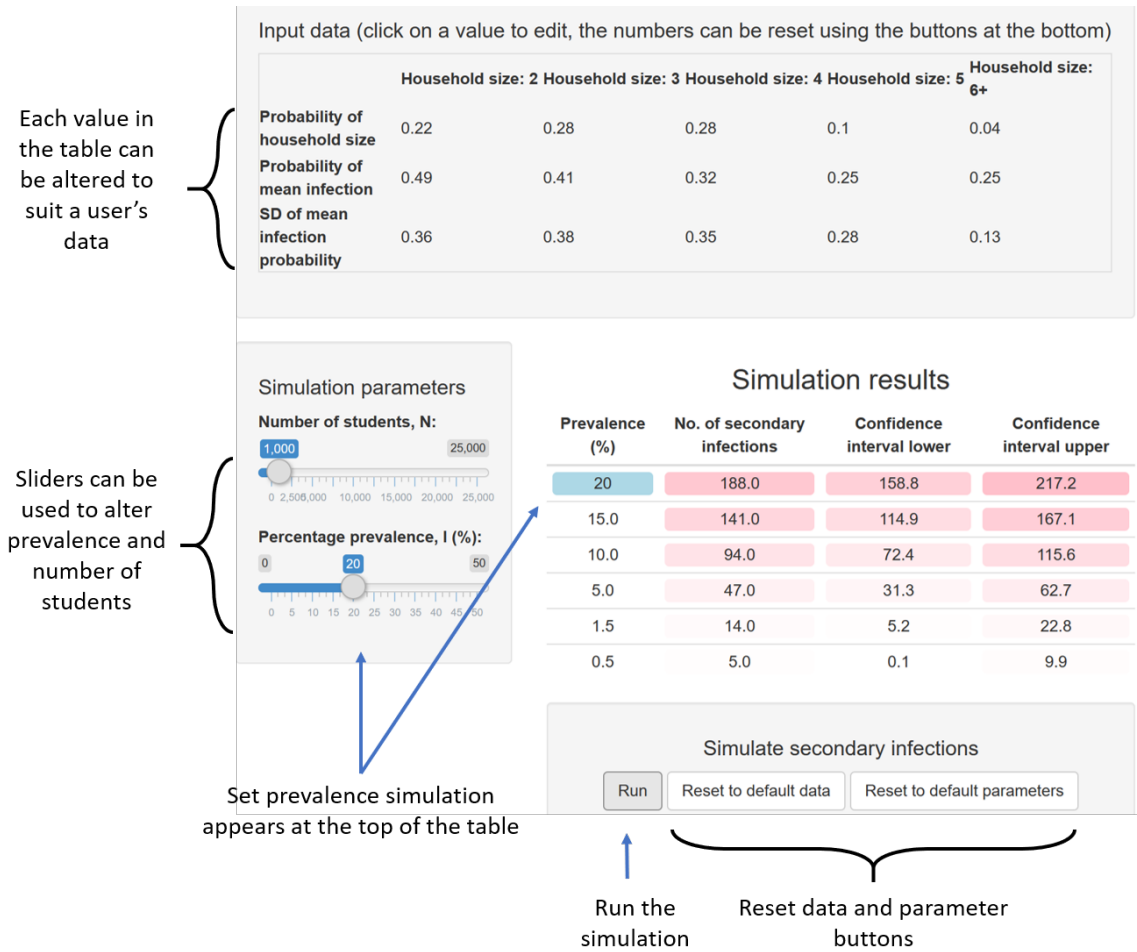 Input data (click on a value to edit, the numbers can be reset using the buttons at the bottom)
Household size: 2 Household size: 3 Household size: 4 Household size: 5 Household size:
6+
Probability of
household size 0.22 0.28 0.28 0.1 0.04
Probability of
mean infection 0.49 0.41 0.32 0.25 0.25
SD of mean
infection
probability 0.36 0.38 0.35 0.28 0.13
Each value in
the table can
be altered to
suit a user’s
data
Simulation parameters
Number of students, N:
1,000 25,000
0 2,500 5,000 10,000 15,000 20,000 25,000
Percentage prevalence, I (%):
0 20 50
0 5 10 15 20 25 30 35 40 45 50
Sliders can be
used to alter
prevalence and
number of
students
Simulation results
Prevalence No. of secondary Confidence Confidence
(%) infections interval lower interval upper
20 188.0 158.8 217.2
15.0 141.0 114.9 167.1
10.0 94.0 72.4 115.6
5.0 47.0 31.3 62.7
1.5 14.0 5.2 22.8
0.5 5.0 0.1 9.9
Simulate secondary infections
Run Reset to default data Reset to default parameters
Set prevalence simulation
appears at the top of the table
Run the
simulation
Reset data and parameter
buttons